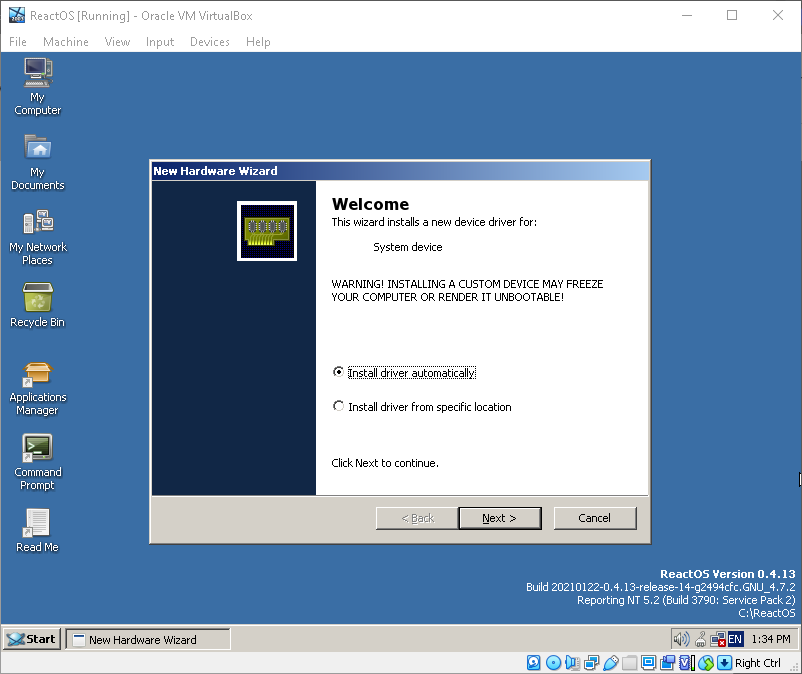 ReactOS [Running] - Oracle VM VirtualBox
File Machine View Input Devices Help
My
Computer
My
Documents
My Network
Places
Recycle Bin
Applications
Manager
Command
Prompt
Read Me
New Hardware Wizard
Welcome
This wizard installs a new device driver for:
System device
WARNING! INSTALLING A CUSTOM DEVICE MAY FREEZE
YOUR COMPUTER OR RENDER IT UNBOOTABLE!
Install driver automatically
Install driver from specific location
Click Next to continue.
< Back Next > Cancel
ReactOS Version 0.4.13
Build 20210122-0.4.13-release-14-g2494cfc.GNU_4.7.2
Reporting NT 5.2 (Build 3790: Service Pack 2)
C:\ReactOS
Start New Hardware Wizard EN 1:34 PM
Right Ctrl